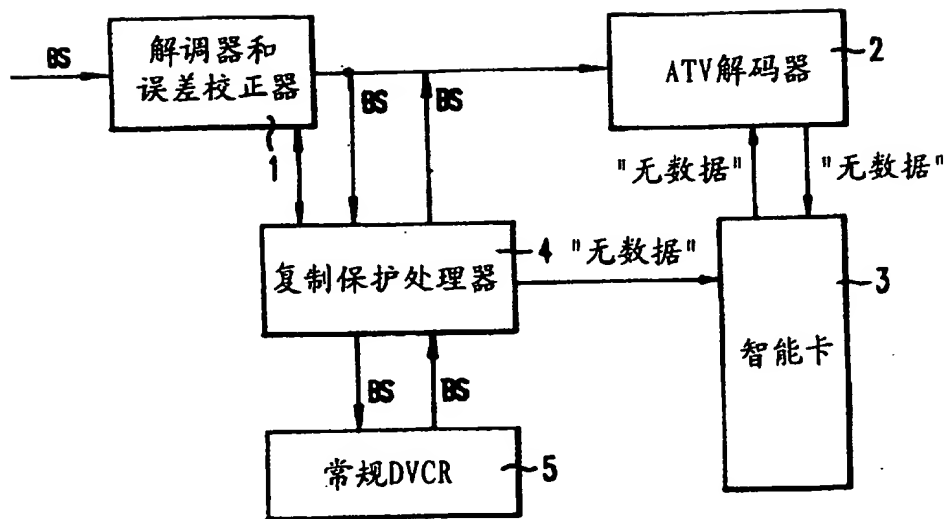 BS
解调器和
误差校正器
1
BS
BS
ATV解码器
2
"无数据"
"无数据"
复制保护处理器
4
"无数据"
智能卡
3
BS
BS
常规DVCR
5